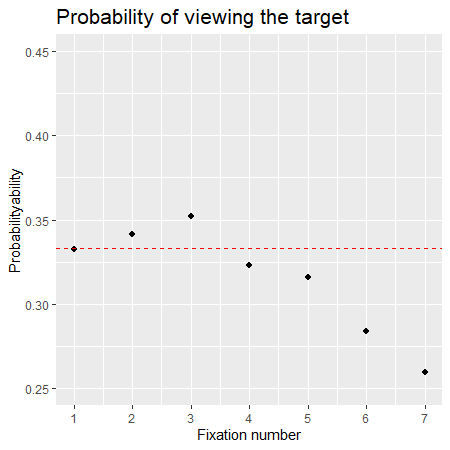 Probability of viewing the target
0.45
0.40
0.35
0.30
0.25
Probabilityability
1 2 3 4 5 6 7
Fixation number